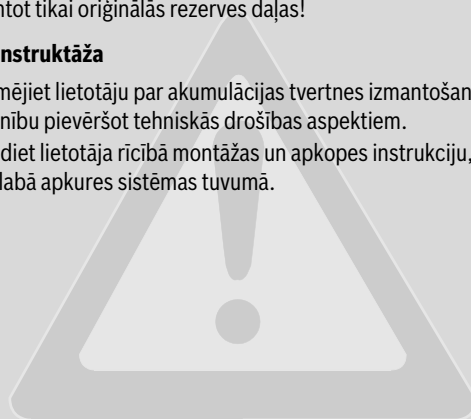 ntot tikai oriģinālās rezerves daļas!
nstruktāža
mējiet lietotāju par akumulācijas tvertnes izmantošan
nību pievēršot tehniskās drošības aspektiem.
diet lietotāja rīcībā montāžas un apkopes instrukciju,
labā apkures sistēmas tuvumā.